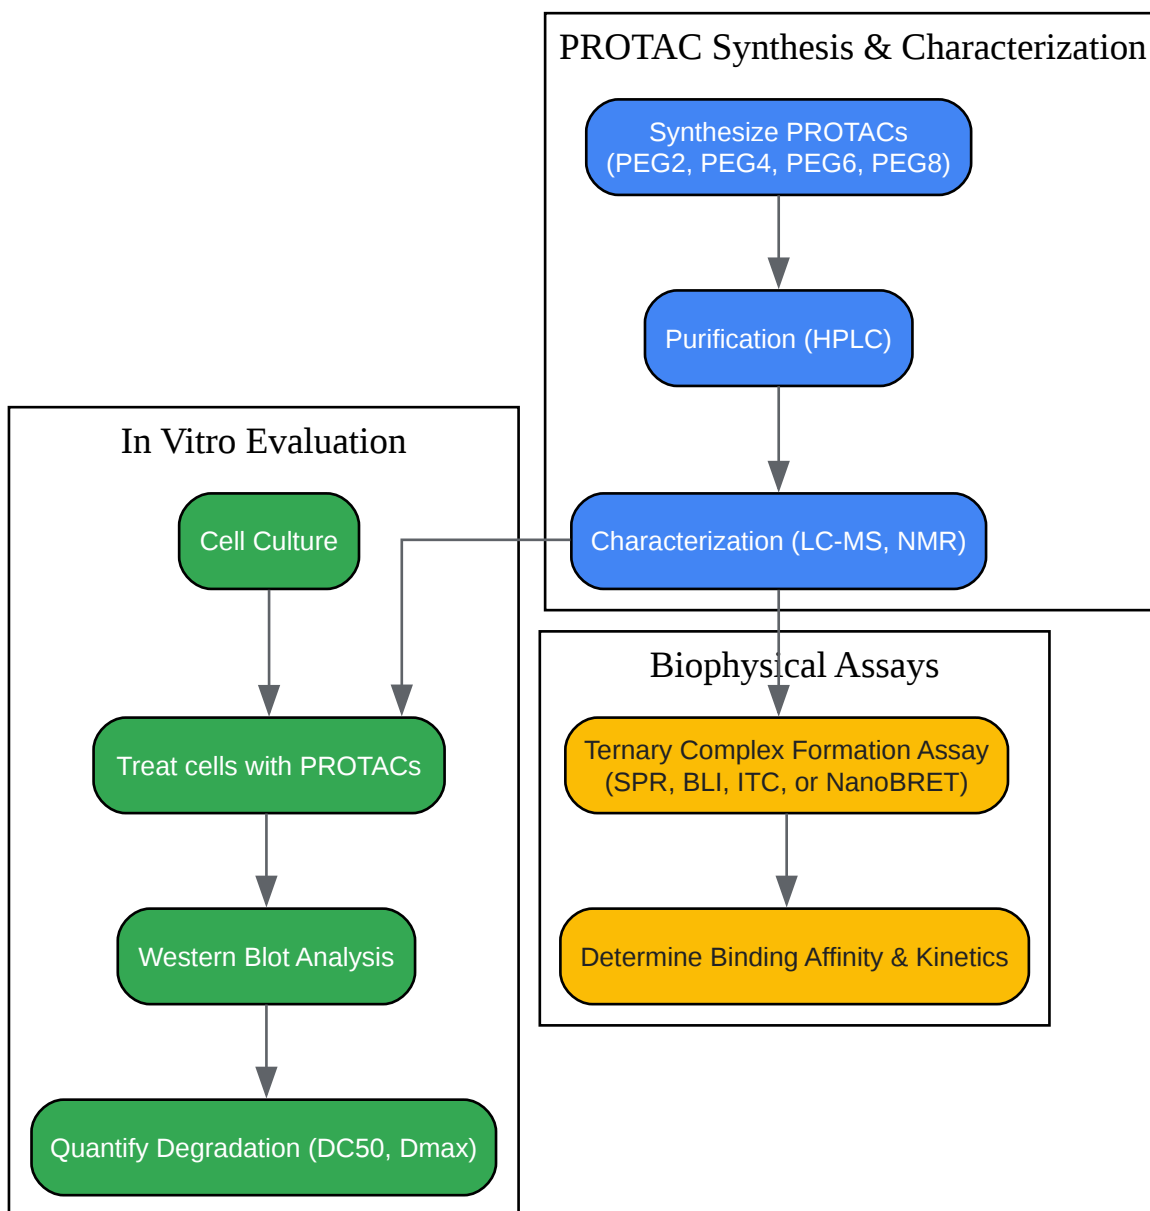 PROTAC Synthesis & Characterization
Synthesize PROTACs
(PEG2, PEG4, PEG6, PEG8)
Purification (HPLC)
Characterization (LC-MS, NMR)
In Vitro Evaluation
Cell Culture
Treat cells with PROTACs
Western Blot Analysis
Quantify Degradation (DC50, Dmax)
Biophysical Assays
Ternary Complex Formation Assay
(SPR, BLI, ITC, or NanoBRET)
Determine Binding Affinity & Kinetics